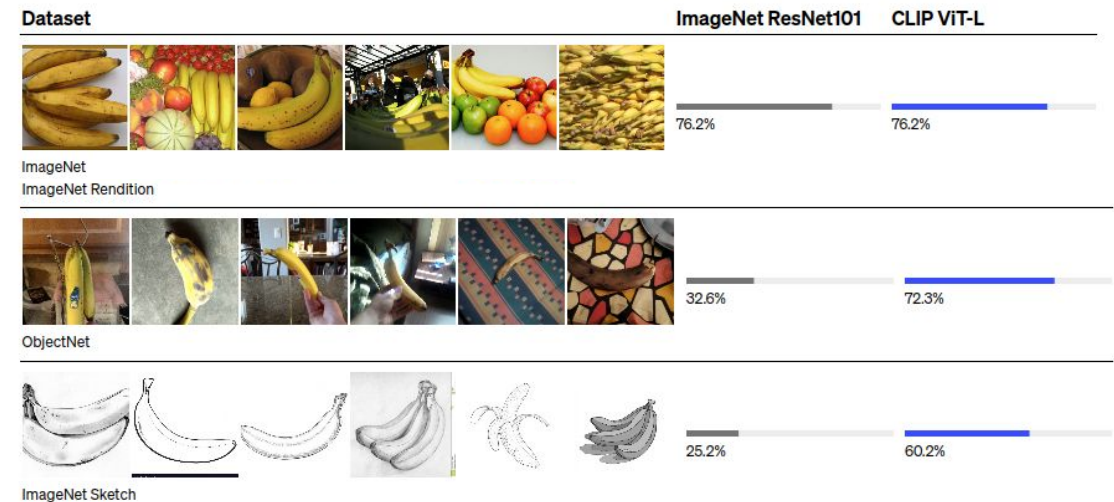 Dataset
ImageNet ResNet101
CLIP ViT-L
76.2%
76.2%
ImageNet
ImageNet Rendition
32.6%
72.3%
ObjectNet
25.2%
60.2%
ImageNet Sketch